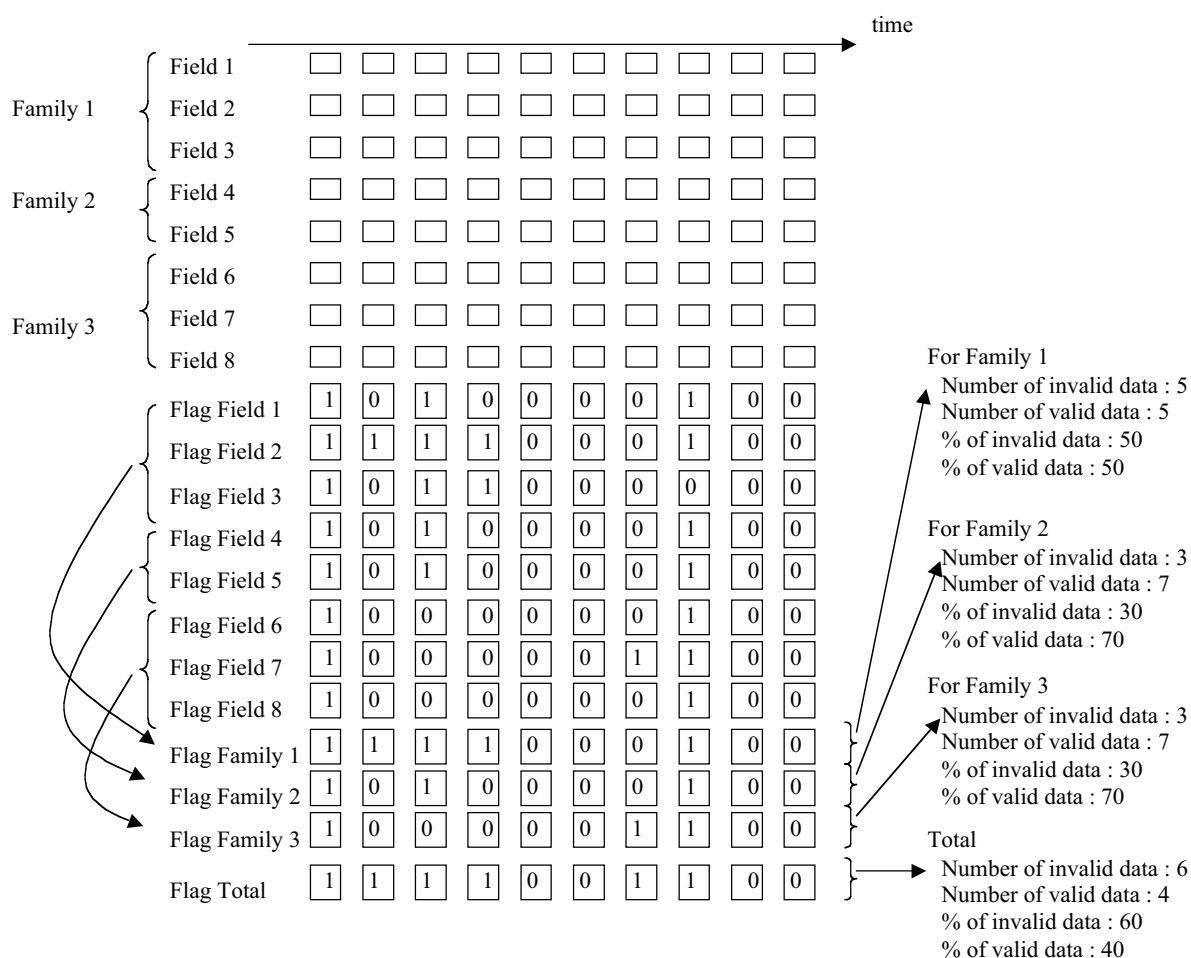 time
Field 1
Family 1
Field 2
Field 3
Field 4
Family 2
Field 5
Field 6
Family 3
Field 7
Field 8
Flag Field 1 1 0 1 0 0 0 0 1 0 0
Flag Field 2 1 1 1 1 0 0 0 1 0 0
Flag Field 3 1 0 1 1 0 0 0 0 0 0
Flag Field 4 1 0 1 0 0 0 0 1 0 0
Flag Field 5 1 0 1 0 0 0 0 1 0 0
Flag Field 6 1 0 0 0 0 0 0 1 0 0
Flag Field 7 1 0 0 0 0 0 1 1 0 0
Flag Field 8 1 0 0 0 0 0 0 1 0 0
Flag Family 1 1 1 1 1 0 0 0 1 0 0
Flag Family 2 1 0 1 0 0 0 0 1 0 0
Flag Family 3 1 0 0 0 0 0 1 1 0 0
Flag Total 1 1 1 1 0 0 1 1 0 0
For Family 1
Number of invalid data : 5
Number of valid data : 5
% of invalid data : 50
% of valid data : 50
For Family 2
Number of invalid data : 3
Number of valid data : 7
% of invalid data : 30
% of valid data : 70
For Family 3
Number of invalid data : 3
Number of valid data : 7
% of invalid data : 30
% of valid data : 70
Total
Number of invalid data : 6
Number of valid data : 4
% of invalid data : 60
% of valid data : 40